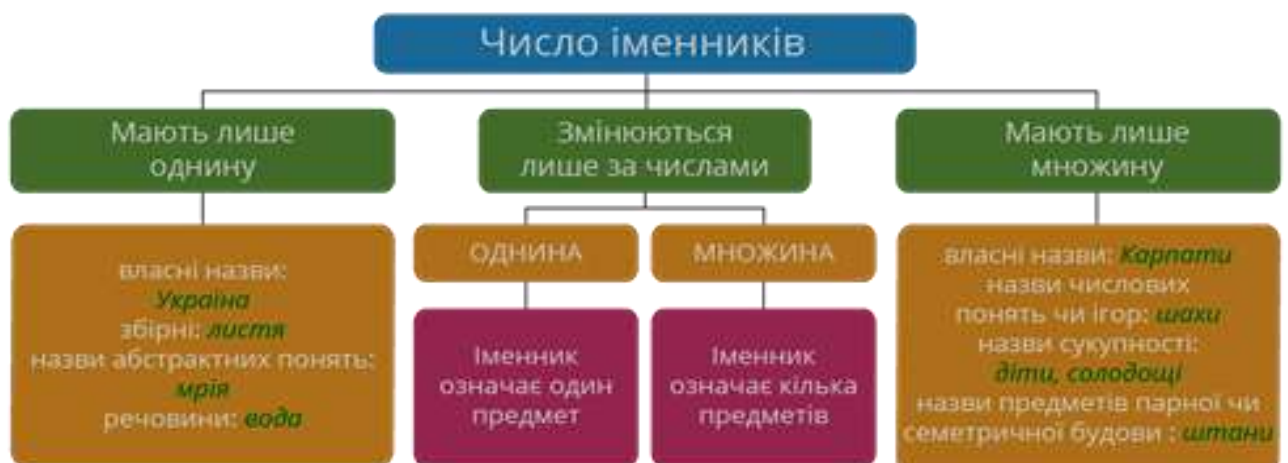 Число іменників
Мають лише
однину
Змінюються
лише за числами
Мають лише
множину
власні назви:
Україна
збірні: листя
назви абстрактних понять:
мрія
речовини: вода
ОДНИНА
МНОЖИНА
Іменник
означає один
предмет
Іменник
означає кілька
предметів
власні назви: Карпати
назви числових
понять чи ігор: шахи
назви сукупності:
діти, солодощі
назви предметів парної чи
семетричної будови : штани